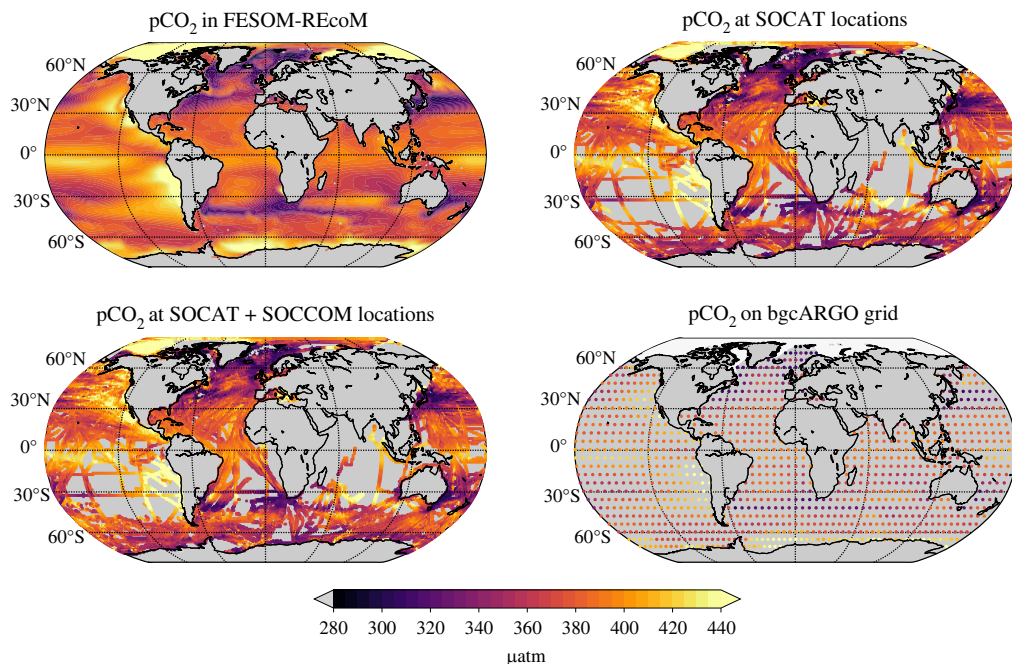 pCO₂ in FESOM-REcoM
60°N
30°N
0°
30°S
60°S
pCO₂ at SOCAT locations
60°N
30°N
0°
30°S
60°S
pCO₂ at SOCAT + SOCCOM locations
60°N
30°N
0°
30°S
60°S
pCO₂ on bgcARGO grid
60°N
30°N
0°
30°S
60°S
280 300 320 340 360 380 400 420 440
µatm